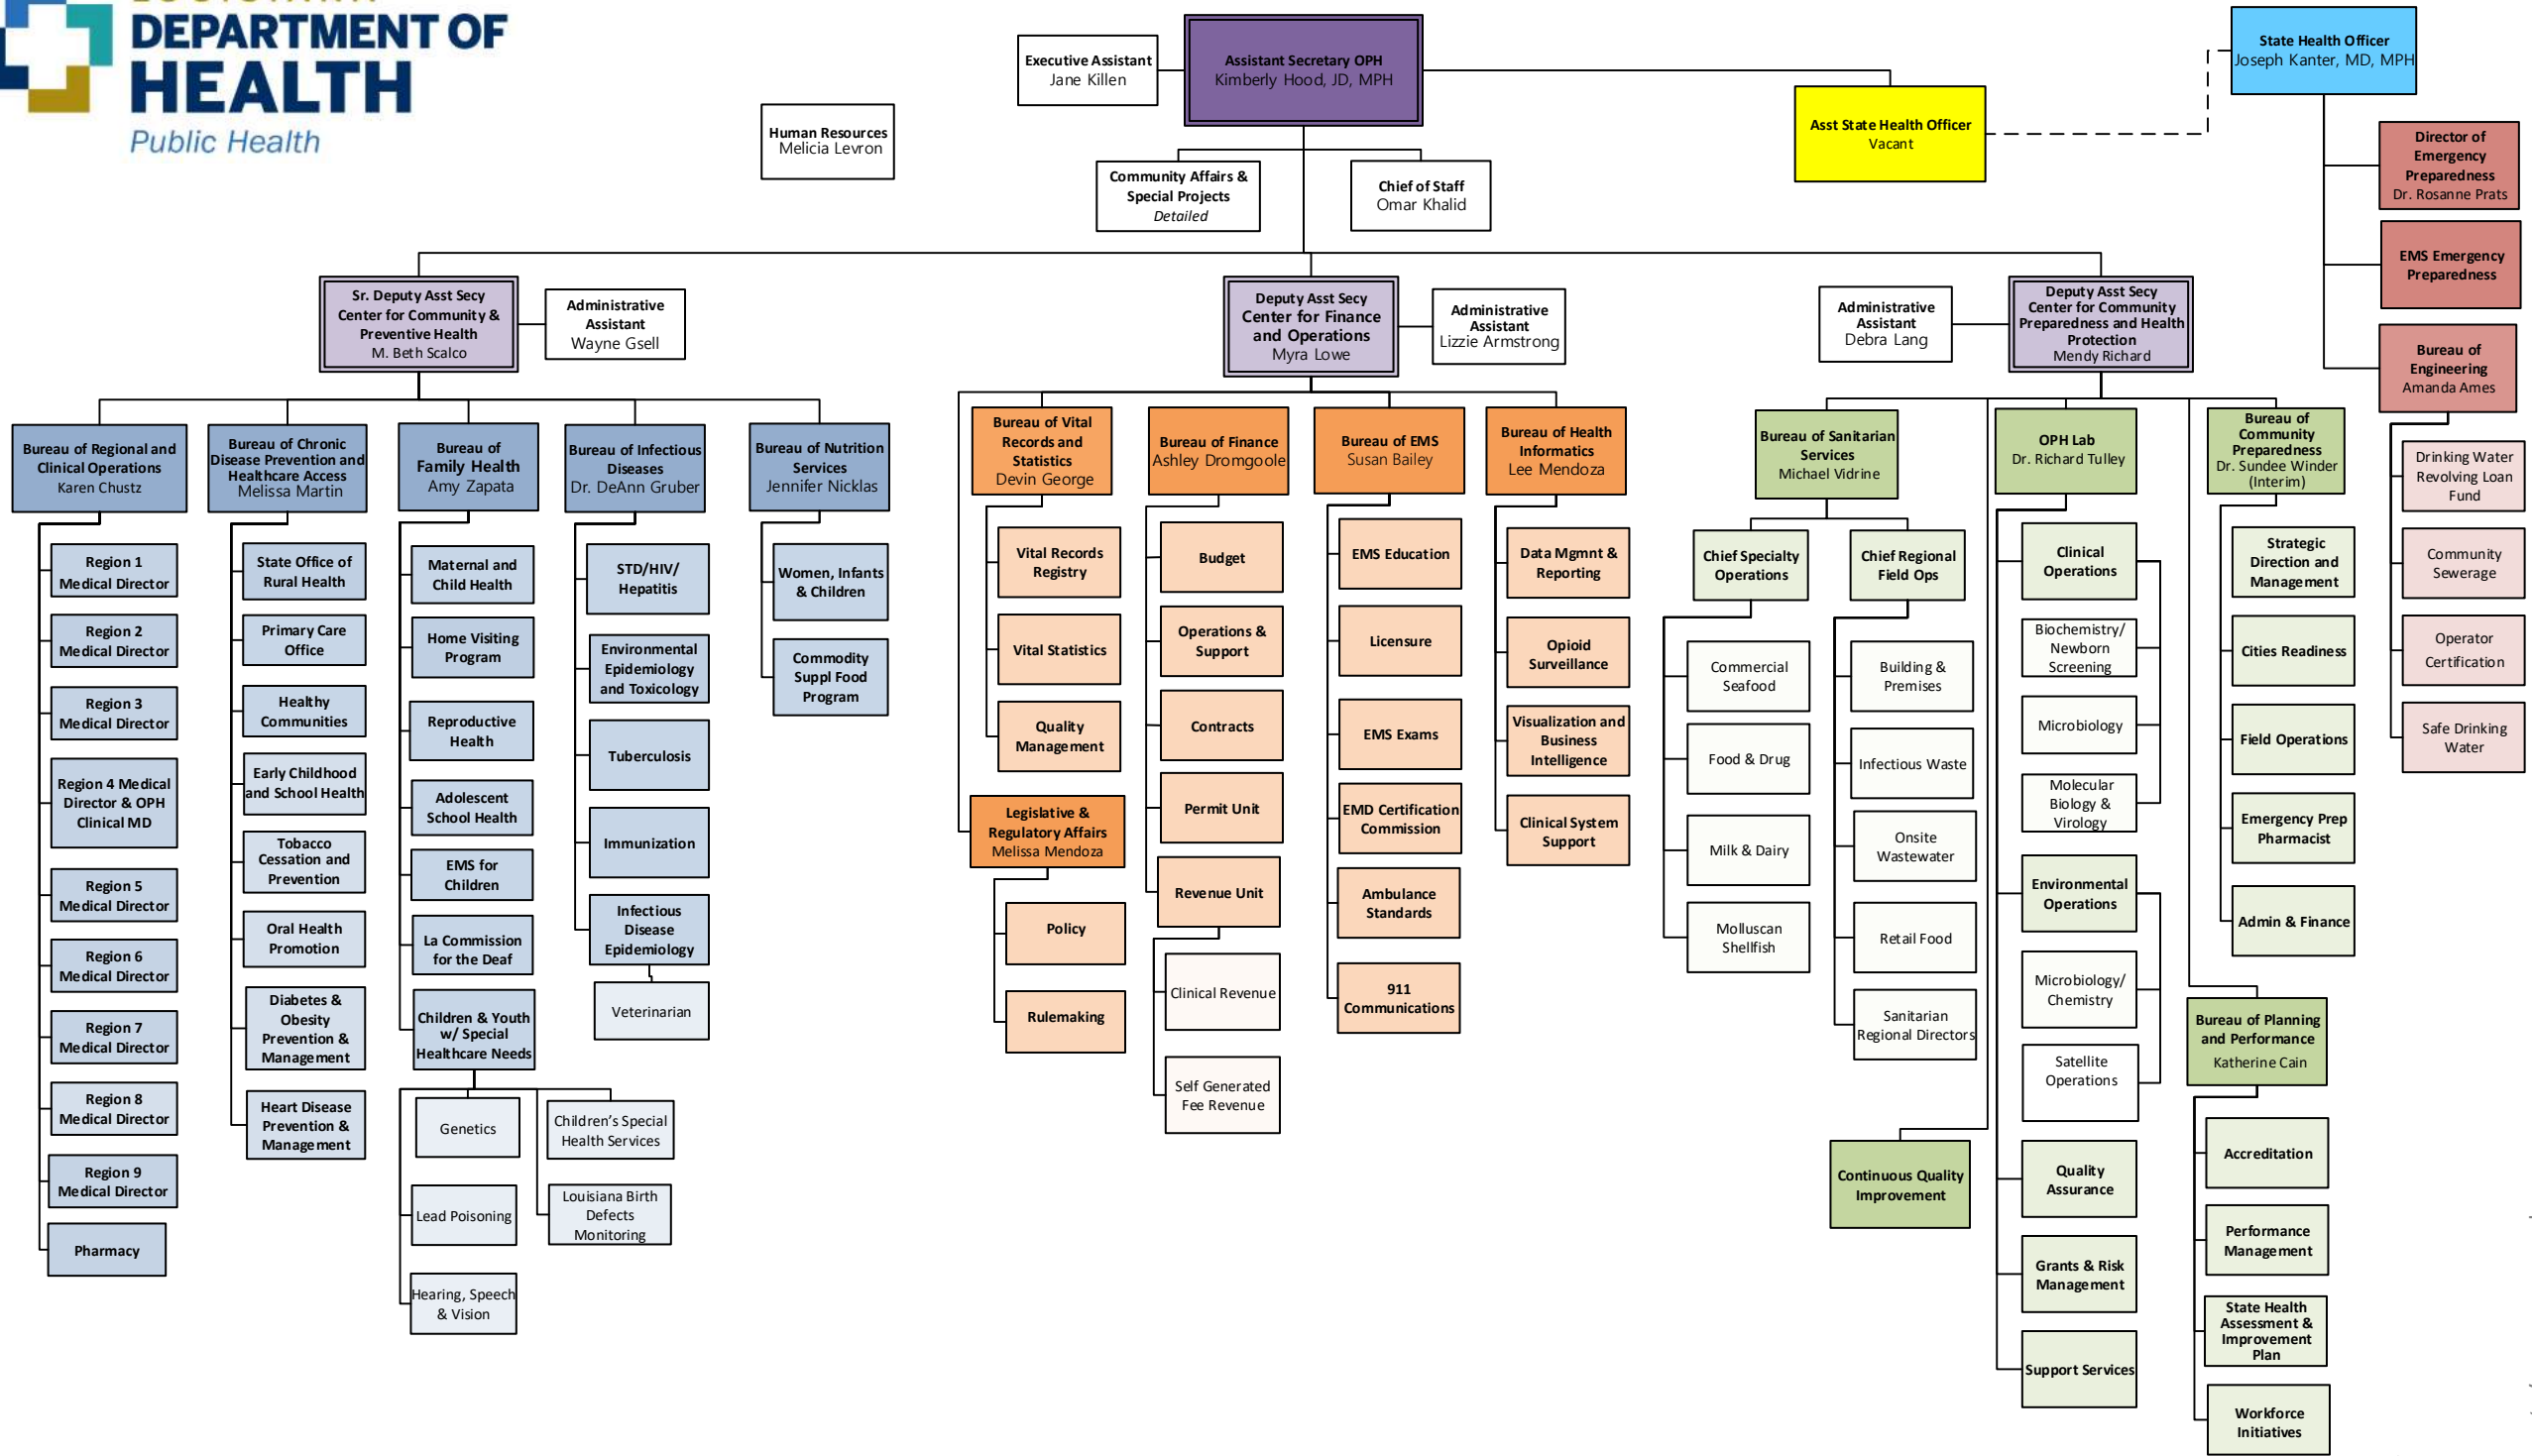 DEPARTMENT OF
HEALTH
Public Health
Executive Assistant
Jane Killen
Assistant Secretary OPH
Kimberly Hood, JD, MPH
State Health Officer
Joseph Kanter, MD, MPH
Human Resources
Melicia Levron
Asst State Health Officer
Vacant
Community Affairs &
Special Projects
Detailed
Chief of Staff
Omar Khalid
Director of
Emergency
Preparedness
Dr. Rosanne Prats
EMS Emergency
Preparedness
Bureau of
Engineering
Amanda Ames
Drinking Water
Revolving Loan
Fund
Community
Sewerage
Operator
Certification
Safe Drinking
Water
Sr. Deputy Asst Secy
Center for Community &
Preventive Health
M. Beth Scalco
Administrative
Assistant
Wayne Gsell
Deputy Asst Secy
Center for Finance
and Operations
Myra Lowe
Administrative
Assistant
Lizzie Armstrong
Administrative
Assistant
Debra Lang
Deputy Asst Secy
Center for Community
Preparedness and Health
Protection
Mendy Richard
Bureau of Regional and
Clinical Operations
Karen Chustz
Region 1
Medical Director
Region 2
Medical Director
Region 3
Medical Director
Region 4 Medical
Director & OPH
Clinical MD
Region 5
Medical Director
Region 6
Medical Director
Region 7
Medical Director
Region 8
Medical Director
Region 9
Medical Director
Pharmacy
Bureau of Chronic
Disease Prevention and
Healthcare Access
Melissa Martin
State Office of
Rural Health
Primary Care
Office
Healthy
Communities
Early Childhood
and School Health
Tobacco
Cessation and
Prevention
Oral Health
Promotion
Diabetes &
Obesity
Prevention &
Management
Heart Disease
Prevention &
Management
Bureau of
Family Health
Amy Zapata
Maternal and
Child Health
Home Visiting
Program
Reproductive
Health
Adolescent
School Health
EMS for
Children
La Commission
for the Deaf
Children & Youth
w/ Special
Healthcare Needs
Genetics
Children's Special
Health Services
Lead Poisoning
Louisiana Birth
Defects
Monitoring
Hearing, Speech
& Vision
Bureau of Infectious
Diseases
Dr. DeAnn Gruber
STD/HIV/
Hepatitis
Environmental
Epidemiology
and Toxicology
Tuberculosis
Immunization
Infectious
Disease
Epidemiology
Veterinarian
Bureau of Nutrition
Services
Jennifer Nicklas
Women, Infants
& Children
Commodity
Suppl Food
Program
Bureau of Vital
Records and
Statistics
Devin George
Vital Records
Registry
Vital Statistics
Quality
Management
Legislative &
Regulatory Affairs
Melissa Mendoza
Policy
Rulemaking
Bureau of Finance
Ashley Dromgoole
Budget
Operations &
Support
Contracts
Permit Unit
Revenue Unit
Clinical Revenue
Self Generated
Fee Revenue
Bureau of EMS
Susan Bailey
EMS Education
Licensure
EMS Exams
EMD Certification
Commission
Ambulance
Standards
911
Communications
Bureau of Health
Informatics
Lee Mendoza
Data Mgmnt &
Reporting
Opioid
Surveillance
Visualization and
Business
Intelligence
Clinical System
Support
Bureau of Sanitarian
Services
Michael Vidrine
Chief Specialty
Operations
Commercial
Seafood
Food & Drug
Milk & Dairy
Molluscan
Shellfish
Chief Regional
Field Ops
Building &
Premises
Infectious Waste
Onsite
Wastewater
Retail Food
Sanitarian
Regional Directors
Continuous Quality
Improvement
OPH Lab
Dr. Richard Tulley
Clinical
Operations
Biochemistry/
Newborn
Screening
Microbiology
Molecular
Biology &
Virology
Environmental
Operations
Microbiology/
Chemistry
Satellite
Operations
Quality
Assurance
Grants & Risk
Management
Support Services
Bureau of
Community
Preparedness
Dr. Sundee Winder
(Interim)
Strategic
Direction and
Management
Cities Readiness
Field Operations
Emergency Prep
Pharmacist
Admin & Finance
Bureau of Planning
and Performance
Katherine Cain
Accreditation
Performance
Management
State Health
Assessment &
Improvement
Plan
Workforce
Initiatives